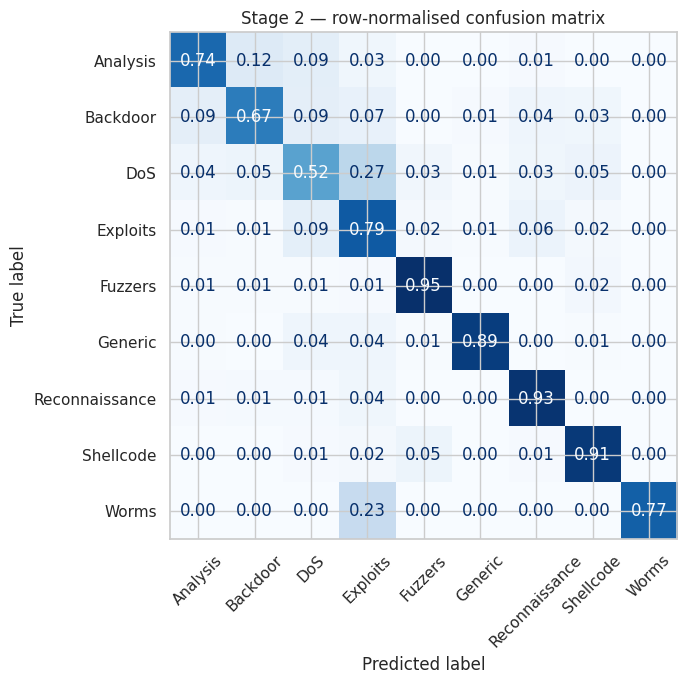 Stage 2 — row-normalised confusion matrix
True label
Analysis 0.74 0.12 0.09 0.03 0.00 0.00 0.01 0.00 0.00
Backdoor 0.09 0.67 0.09 0.07 0.00 0.01 0.04 0.03 0.00
DoS 0.04 0.05 0.52 0.27 0.03 0.01 0.03 0.05 0.00
Exploits 0.01 0.01 0.09 0.79 0.02 0.01 0.06 0.02 0.00
Fuzzers 0.01 0.01 0.01 0.01 0.95 0.00 0.00 0.02 0.00
Generic 0.00 0.00 0.04 0.04 0.01 0.89 0.00 0.01 0.00
Reconnaissance 0.01 0.01 0.01 0.04 0.00 0.00 0.93 0.00 0.00
Shellcode 0.00 0.00 0.01 0.02 0.05 0.00 0.01 0.91 0.00
Worms 0.00 0.00 0.00 0.23 0.00 0.00 0.00 0.00 0.77
Analysis Backdoor DoS Exploits Fuzzers Generic Reconnaissance Shellcode Worms
Predicted label